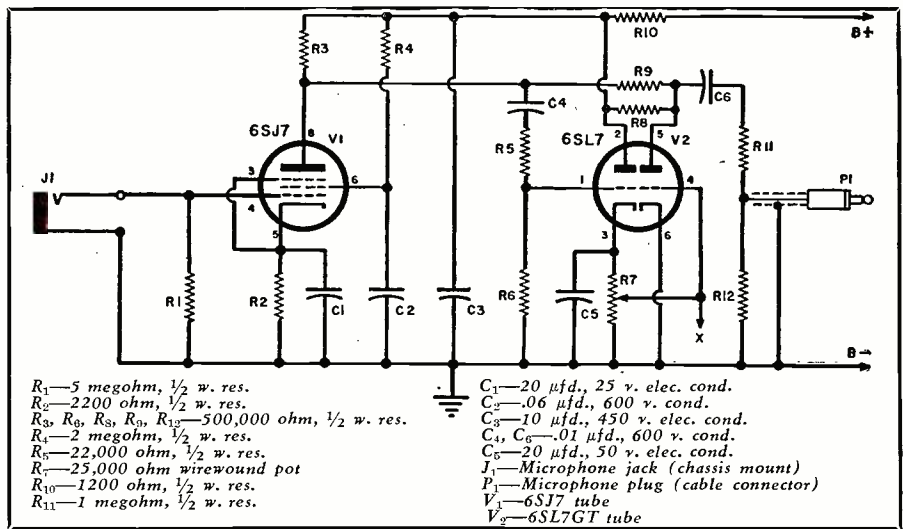 R3
R4
R10
B+
R9
C6
6SJ7
8
V1
C4
R8
6SL7
2
5
V2
R5
R11
J1
3
6
1
4
P1
4
5
3
6
R1
R2
C1
C2
C3
R6
C5
R7
R12
X
B−
R₁—5 megohm, ½ w. res.
R₂—2200 ohm, ½ w. res.
R₃, R₆, R₈, R₉, R₁₂—500,000 ohm, ½ w. res.
R₄—2 megohm, ½ w. res.
R₅—22,000 ohm, ½ w. res.
R₇—25,000 ohm wirewound pot
R₁₀—1200 ohm, ½ w. res.
R₁₁—1 megohm, ½ w. res.
C₁—20 µfd., 25 v. elec. cond.
C₂—.06 µfd., 600 v. cond.
C₃—10 µfd., 450 v. elec. cond.
C₄, C₆—.01 µfd., 600 v. cond.
C₅—20 µfd., 50 v. elec. cond.
J₁—Microphone jack (chassis mount)
P₁—Microphone plug (cable connector)
V₁—6SJ7 tube
V₂—6SL7GT tube